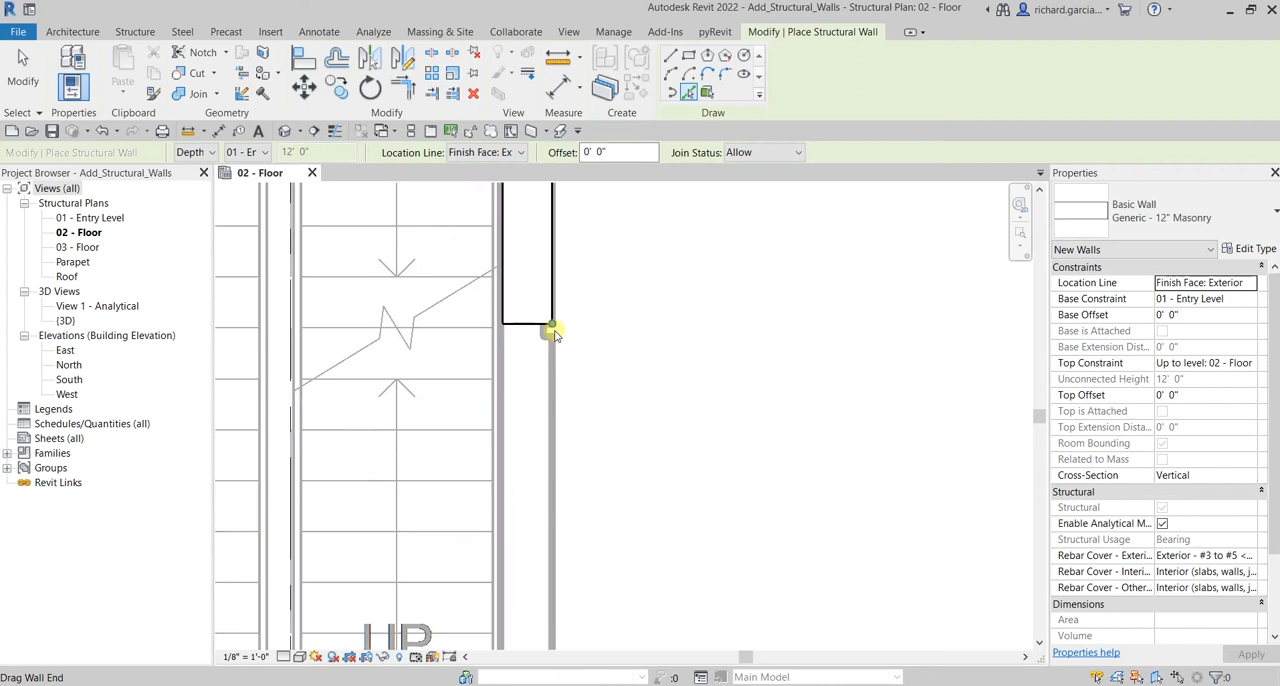 Autodesk Revit 2022 - Add_Structural_Walls - Structural Plan: 02 - Floor
richard.garcia...
File Architecture Structure Steel Precast Insert Annotate Analyze Massing & Site Collaborate View Manage Add-Ins pyRevit Modify | Place Structural Wall
Modify
Paste
Notch
Cut
Join
Select Properties Clipboard Geometry Modify View Measure Create Draw
Modify | Place Structural Wall Depth 01 - Er 12' 0" Location Line: Finish Face: Ex Offset: 0' 0" Join Status: Allow
Project Browser - Add_Structural_Walls
Views (all)
Structural Plans
01 - Entry Level
02 - Floor
03 - Floor
Parapet
Roof
3D Views
View 1 - Analytical
{3D}
Elevations (Building Elevation)
East
North
South
West
Legends
Schedules/Quantities (all)
Sheets (all)
Families
Groups
Revit Links
02 - Floor
UP
1/8" = 1'-0"
Properties
Basic Wall
Generic - 12" Masonry
New Walls Edit Type
Constraints
Location Line Finish Face: Exterior
Base Constraint 01 - Entry Level
Base Offset 0' 0"
Base is Attached
Base Extension Dist... 0' 0"
Top Constraint Up to level: 02 - Floor
Unconnected Height 12' 0"
Top Offset 0' 0"
Top is Attached
Top Extension Dista... 0' 0"
Room Bounding
Related to Mass
Cross-Section Vertical
Structural
Structural
Enable Analytical M...
Structural Usage Bearing
Rebar Cover - Exteri... Exterior - #3 to #5 <...
Rebar Cover - Interi... Interior (slabs, walls, j...
Rebar Cover - Other... Interior (slabs, walls, j...
Dimensions
Area
Volume
Properties help Apply
Drag Wall End :0 Main Model :0